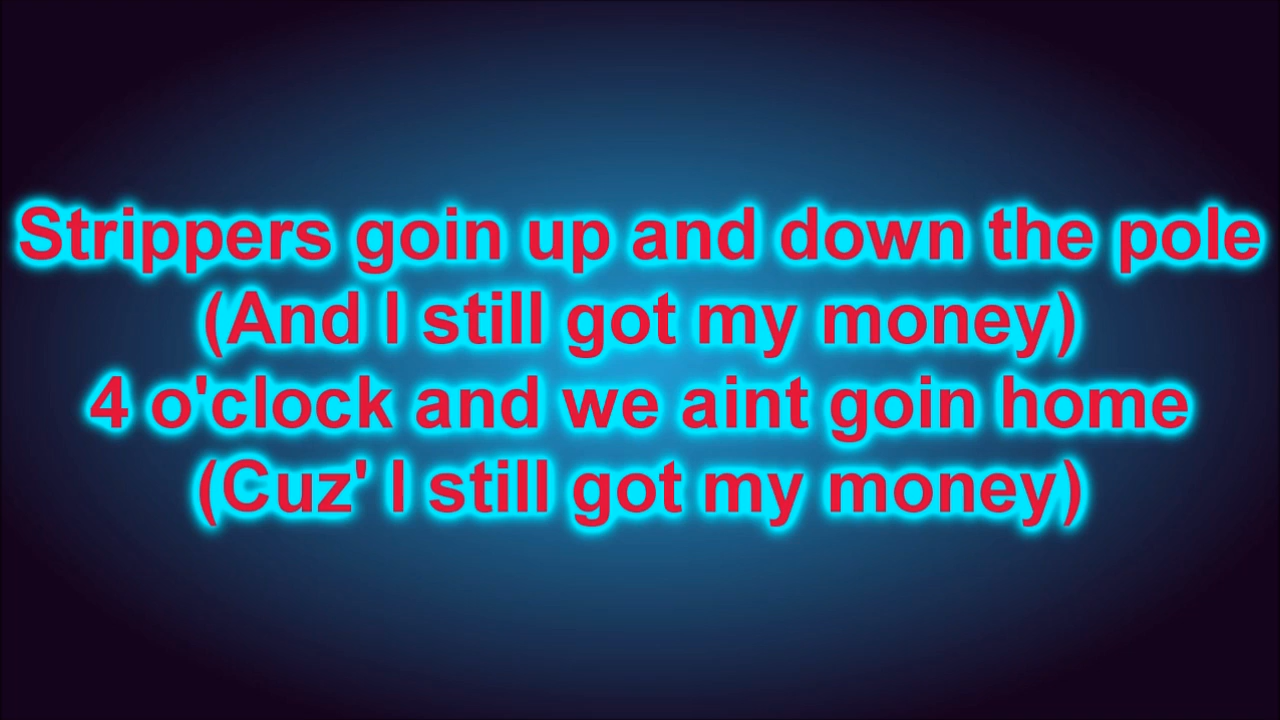 Strippers goin up and down the pole
(And I still got my money)
4 o'clock and we aint goin home
(Cuz' I still got my money)